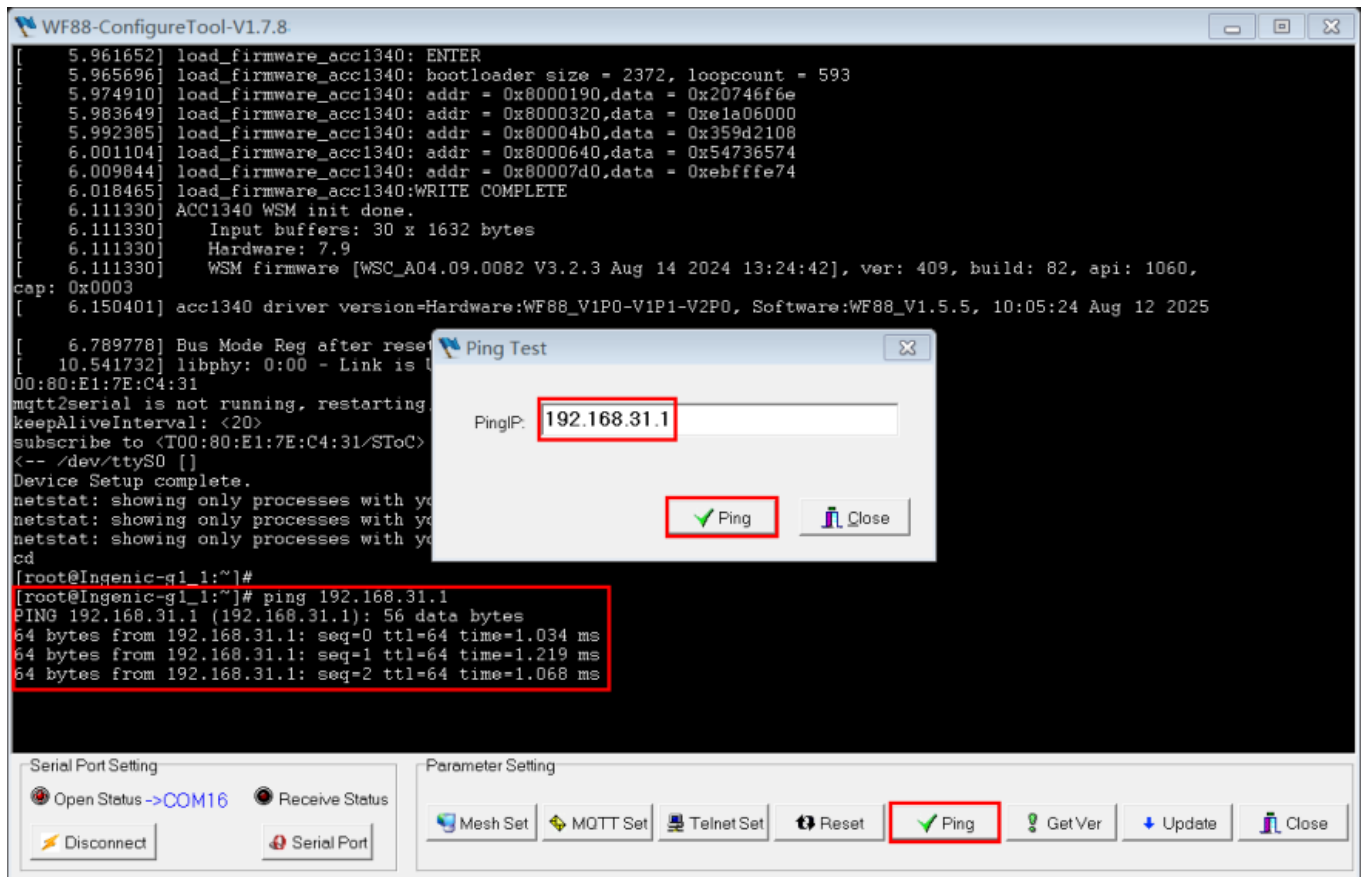 WF88-ConfigureTool-V1.7.8
[    5.961652] load_firmware_acc1340: ENTER
[    5.965696] load_firmware_acc1340: bootloader size = 2372, loopcount = 593
[    5.974910] load_firmware_acc1340: addr = 0x8000190,data = 0x20746f6e
[    5.983649] load_firmware_acc1340: addr = 0x8000320,data = 0xe1a06000
[    5.992385] load_firmware_acc1340: addr = 0x80004b0,data = 0x359d2108
[    6.001104] load_firmware_acc1340: addr = 0x8000640,data = 0x54736574
[    6.009844] load_firmware_acc1340: addr = 0x80007d0,data = 0xebfffe74
[    6.018465] load_firmware_acc1340:WRITE COMPLETE
[    6.111330] ACC1340 WSM init done.
[    6.111330]    Input buffers: 30 x 1632 bytes
[    6.111330]    Hardware: 7.9
[    6.111330]    WSM firmware [WSC_A04.09.0082 V3.2.3 Aug 14 2024 13:24:42], ver: 409, build: 82, api: 1060,
cap: 0x0003
[    6.150401] acc1340 driver version=Hardware:WF88_V1P0-V1P1-V2P0, Software:WF88_V1.5.5, 10:05:24 Aug 12 2025
[    6.789778] Bus Mode Reg after reset
[   10.541732] libphy: 0:00 - Link is
00:80:E1:7E:C4:31
mqtt2serial is not running, restarting
keepAliveInterval: <20>
subscribe to <T00:80:E1:7E:C4:31/SToC>
<-- /dev/ttyS0 []
Device Setup complete.
netstat: showing only processes with
netstat: showing only processes with
netstat: showing only processes with
cd
[root@Ingenic-g1_1:~]#
[root@Ingenic-g1_1:~]# ping 192.168.31.1
PING 192.168.31.1 (192.168.31.1): 56 data bytes
64 bytes from 192.168.31.1: seq=0 ttl=64 time=1.034 ms
64 bytes from 192.168.31.1: seq=1 ttl=64 time=1.219 ms
64 bytes from 192.168.31.1: seq=2 ttl=64 time=1.068 ms
Ping Test
PingIP: 192.168.31.1
Ping Close
Serial Port Setting
Open Status ->COM16 Receive Status
Disconnect Serial Port
Parameter Setting
Mesh Set MQTT Set Telnet Set Reset Ping Get Ver Update Close